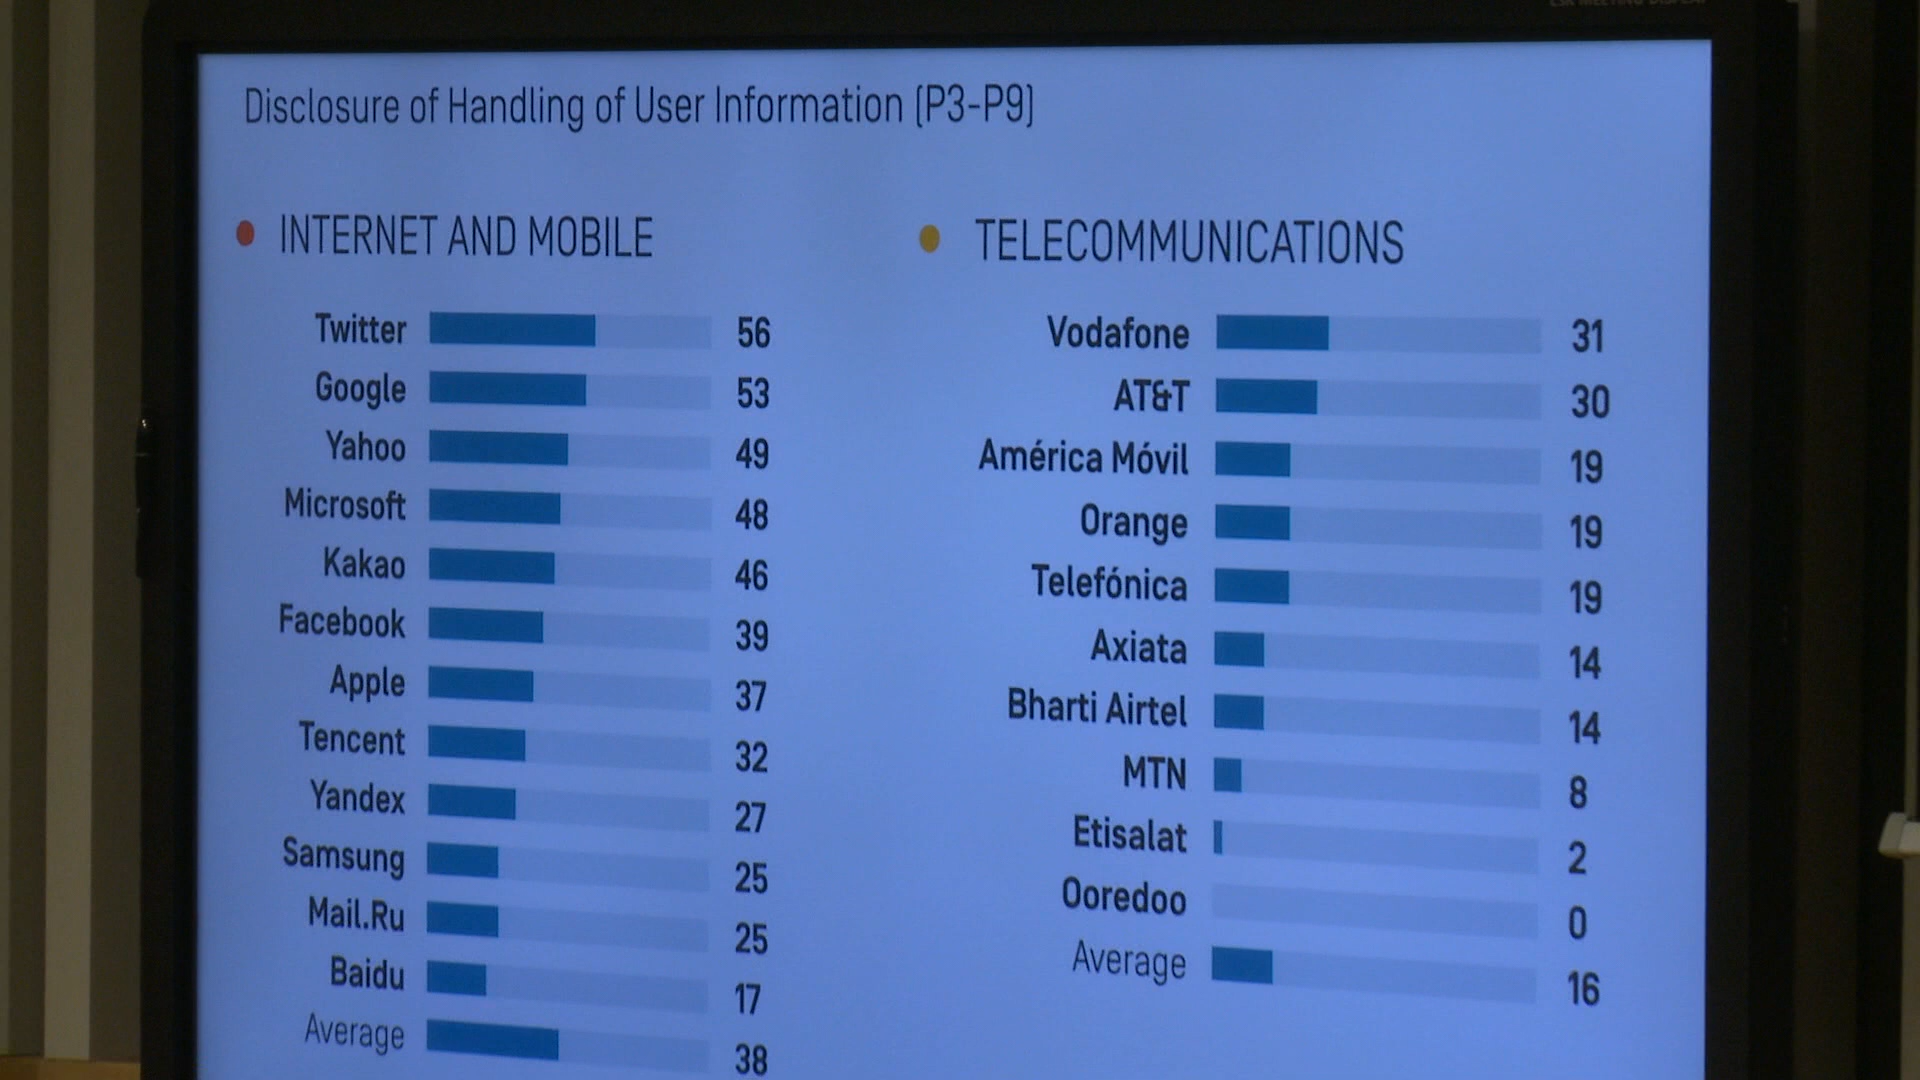 Disclosure of Handling of User Information (P3-P9)
INTERNET AND MOBILE
Twitter 56
Google 53
Yahoo 49
Microsoft 48
Kakao 46
Facebook 39
Apple 37
Tencent 32
Yandex 27
Samsung 25
Mail.Ru 25
Baidu 17
Average 38
TELECOMMUNICATIONS
Vodafone 31
AT&T 30
América Móvil 19
Orange 19
Telefónica 19
Axiata 14
Bharti Airtel 14
MTN 8
Etisalat 2
Ooredoo 0
Average 16